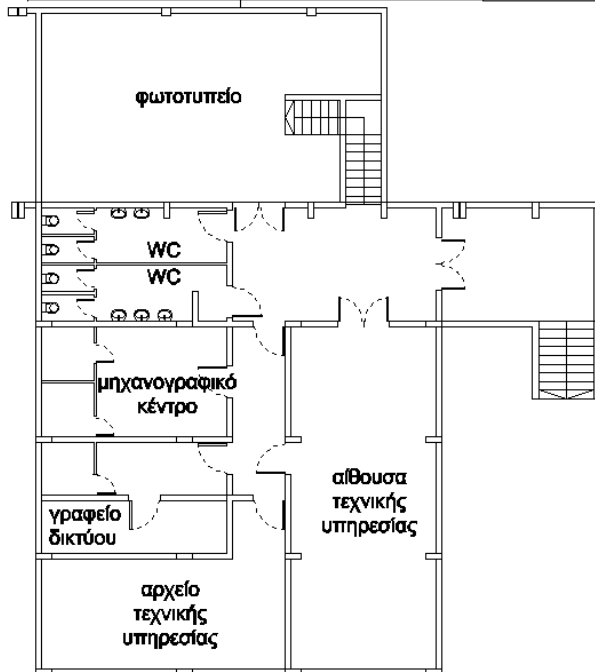 φωτοτυπείο
WC
WC
μηχανογραφικό
κέντρο
αίθουσα
τεχνικής
υπηρεσίας
γραφείο
δικτύου
αρχείο
τεχνικής
υπηρεσίας